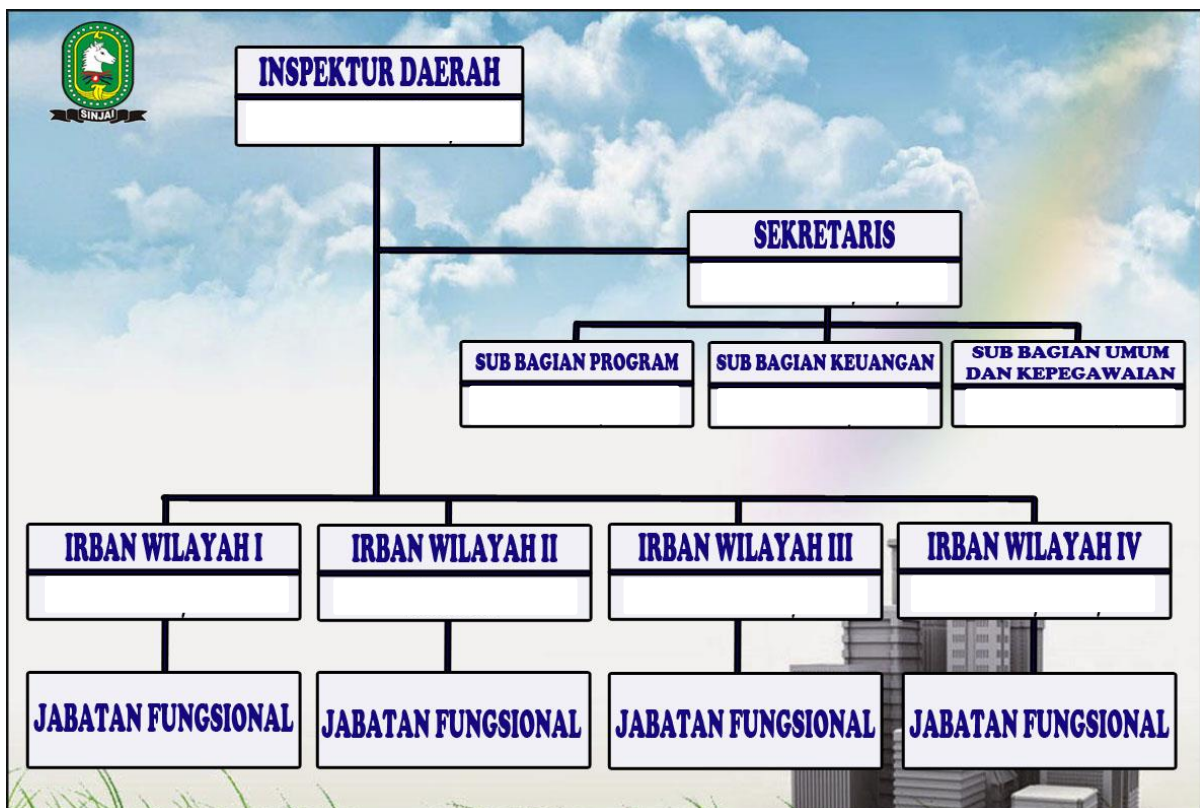 SINJAI
INSPEKTUR DAERAH
SEKRETARIS
SUB BAGIAN PROGRAM
SUB BAGIAN KEUANGAN
SUB BAGIAN UMUM
DAN KEPEGAWAIAN
IRBAN WILAYAH I
IRBAN WILAYAH II
IRBAN WILAYAH III
IRBAN WILAYAH IV
JABATAN FUNGSIONAL
JABATAN FUNGSIONAL
JABATAN FUNGSIONAL
JABATAN FUNGSIONAL